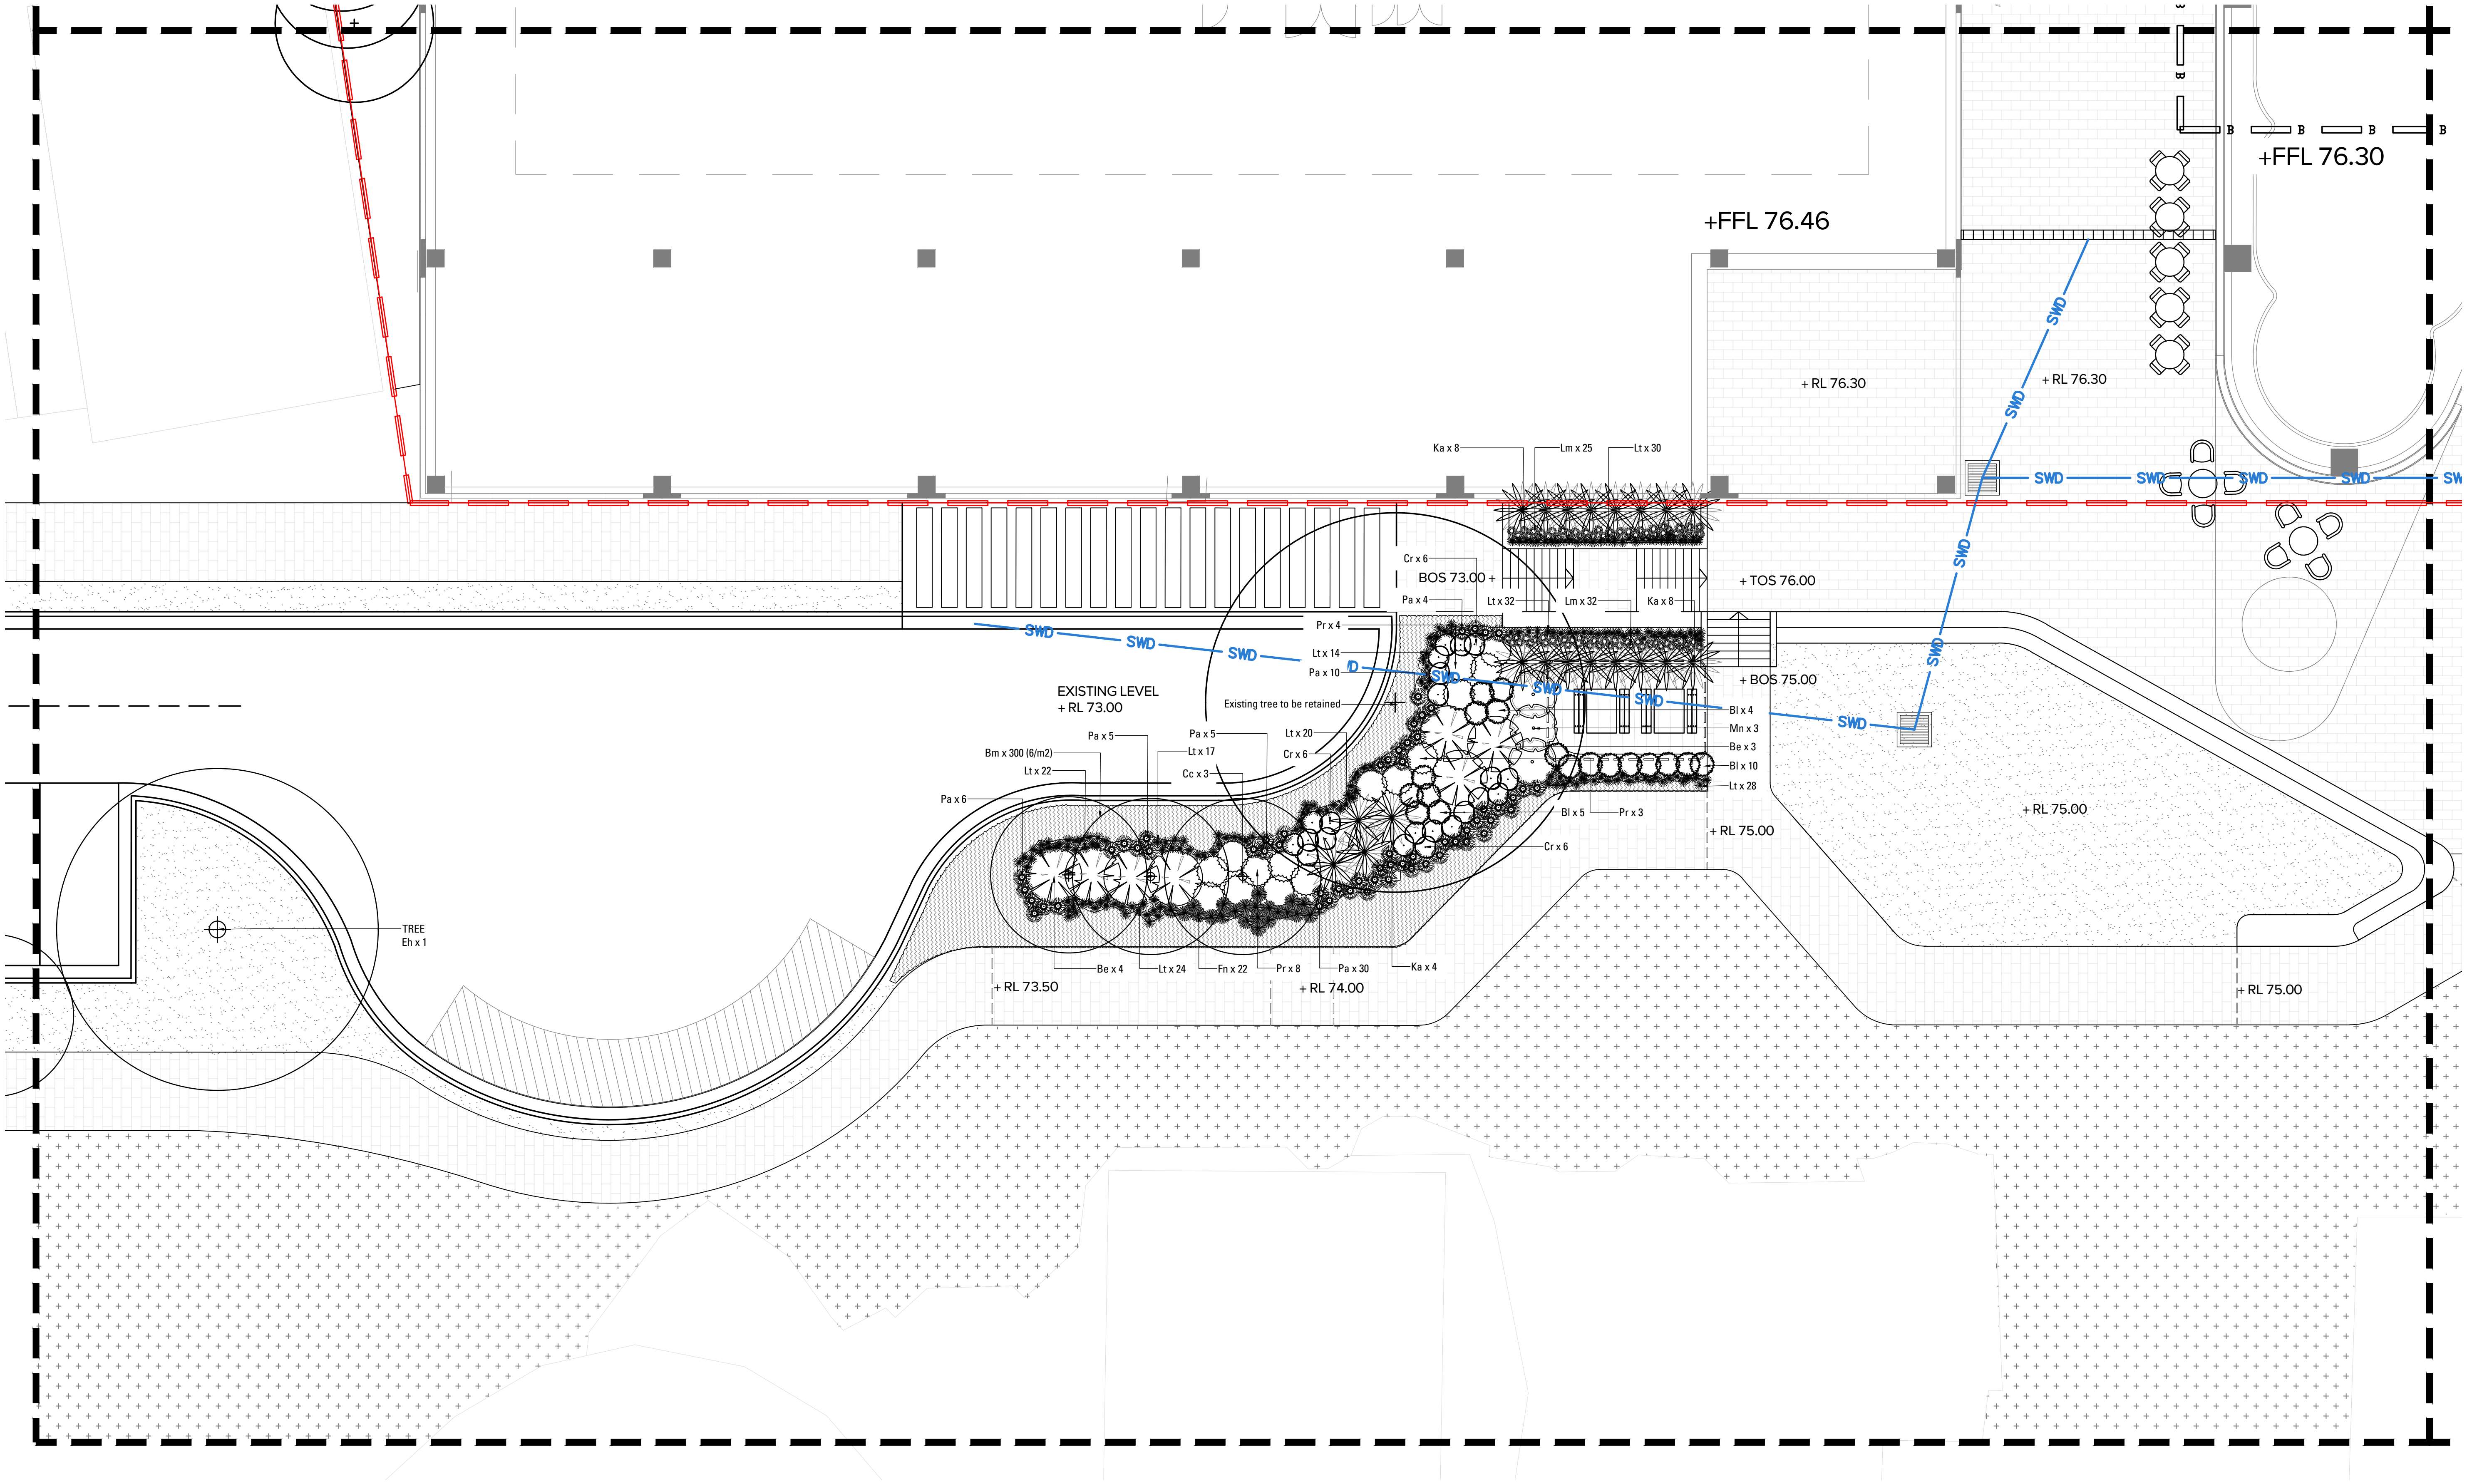 B
B
B B B B
+FFL 76.30
+FFL 76.46
SWD
+ RL 76.30
+ RL 76.30
SWD
Ka x 8
Lm x 25
Lt x 30
SWD SWD SWD SWD SW
SWD
Cr x 6
BOS 73.00 +
+ TOS 76.00
Pa x 4
Lt x 32
Lm x 32
Ka x 8
Pr x 4
SWD SWD SWD
SWD
Lt x 14
Pa x 10
D SWD SWD SWD SWD
+ BOS 75.00
EXISTING LEVEL
+ RL 73.00
Existing tree to be retained
Bl x 4
Mn x 3
Pa x 5
Pa x 5
Lt x 20
Be x 3
Bm x 300 (6/m2)
Lt x 17
Cr x 6
Bl x 10
Lt x 22
Cc x 3
Lt x 28
Pa x 6
Bl x 5
Pr x 3
+ RL 75.00
+ RL 75.00
Cr x 6
TREE
Eh x 1
Be x 4
Lt x 24
Fn x 22
Pr x 8
Pa x 30
Ka x 4
+ RL 73.50
+ RL 74.00
+ RL 75.00